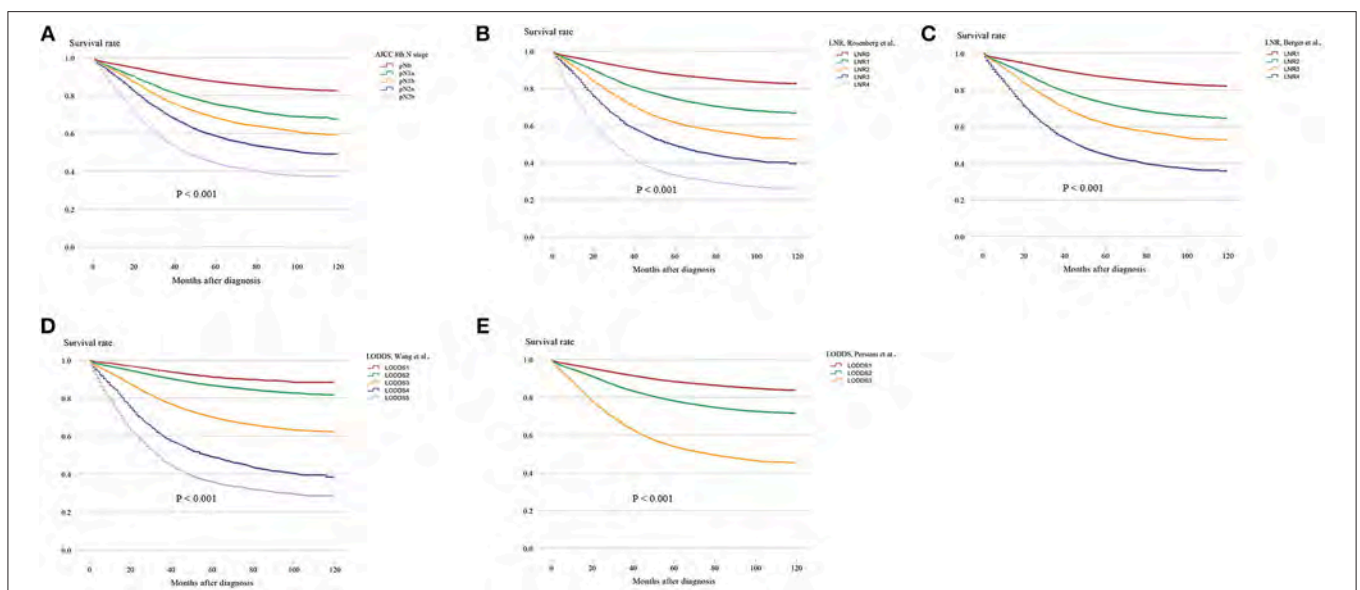 A
Survival rate
AJCC 8th N stage
pN0
pN1a
pN1b
pN2a
pN2b
1.0
0.8
0.6
0.4
0.2
0.0
P < 0.001
0 20 40 60 80 100 120
Months after diagnosis
B
Survival rate
LNR, Rosenberg et al.,
LNR0
LNR1
LNR2
LNR3
LNR4
1.0
0.8
0.6
0.4
0.2
0.0
P < 0.001
0 20 40 60 80 100 120
Months after diagnosis
C
Survival rate
LNR, Berger et al.,
LNR1
LNR2
LNR3
LNR4
1.0
0.8
0.6
0.4
0.2
0.0
P < 0.001
0 20 40 60 80 100 120
Months after diagnosis
D
Survival rate
LODDS, Wang et al.,
LODDS1
LODDS2
LODDS3
LODDS4
LODDS5
1.0
0.8
0.6
0.4
0.2
0.0
P < 0.001
0 20 40 60 80 100 120
Months after diagnosis
E
Survival rate
LODDS, Persiani et al.,
LODDS1
LODDS2
LODDS3
1.0
0.8
0.6
0.4
0.2
0.0
P < 0.001
0 20 40 60 80 100 120
Months after diagnosis